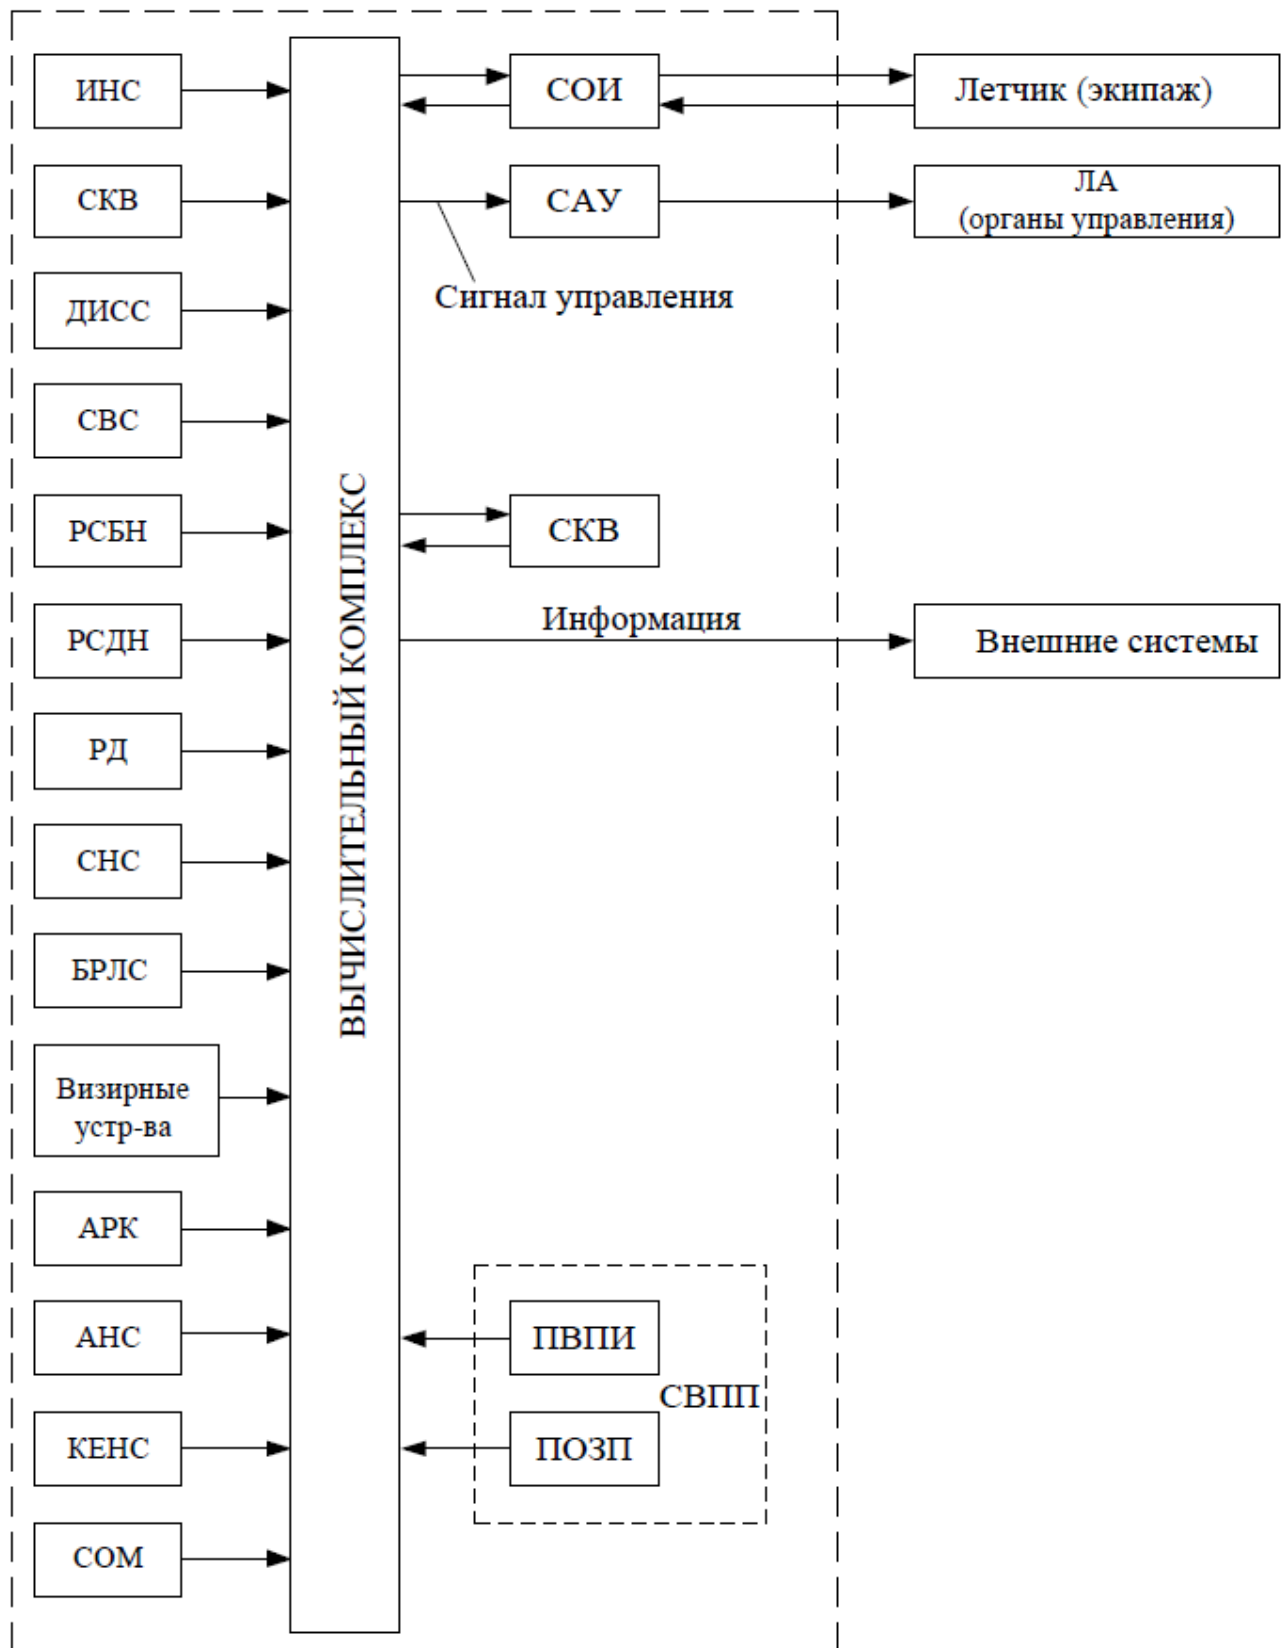 ИНС
СКВ
ДИСС
СВС
РСБН
РСДН
РД
СНС
БРЛС
Визирные
устр-ва
АРК
АНС
КЕНС
СОМ
ВЫЧИСЛИТЕЛЬНЫЙ КОМПЛЕКС
СОИ
САУ
Сигнал управления
СКВ
Информация
ПВПИ
СВПП
ПОЗП
Летчик (экипаж)
ЛА
(органы управления)
Внешние системы